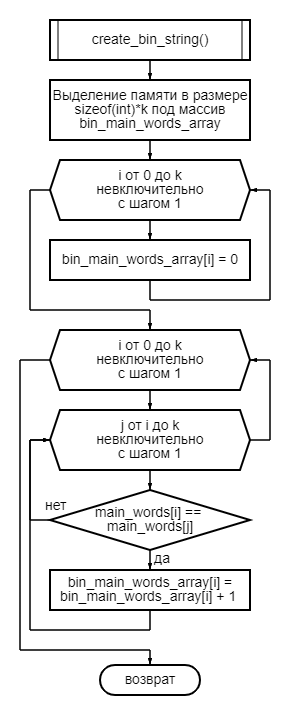 create_bin_string()
Выделение памяти в размере
sizeof(int)*k под массив
bin_main_words_array
i от 0 до k
невключительно
с шагом 1
bin_main_words_array[i] = 0
i от 0 до k
невключительно
с шагом 1
j от i до k
невключительно
с шагом 1
нет
main_words[i] ==
main_words[j]
да
bin_main_words_array[i] =
bin_main_words_array[i] + 1
возврат